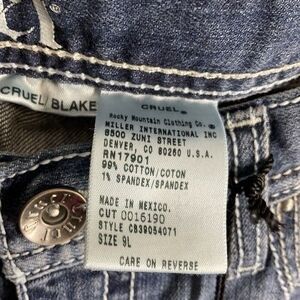 CRUEL/BLAKE
CRUEL®
Rocky Mountain Clothing Co.®
MILLER INTERNATIONAL INC
8500 ZUNI STREET
DENVER, CO 80260 U.S.A.
RN17901
99% COTTON/COTON
1% SPANDEX/SPANDEX
MADE IN MEXICO.
CUT 0016190
STYLE CB39054071
SIZE 9L
CARE ON REVERSE